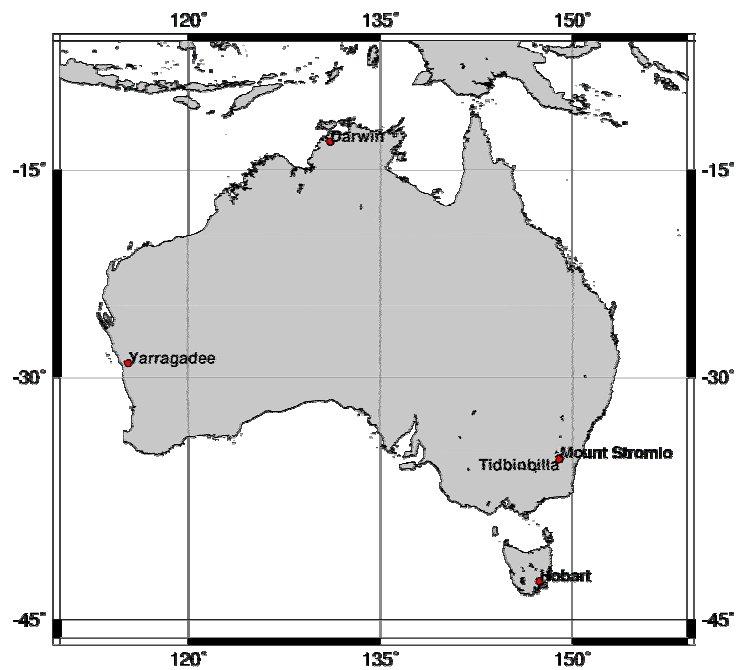 120° 135° 150°
Darwin
-15° -15°
Yarragadee
-30° -30°
Mount Stromlo
Tidbinbilla
Hobart
-45° -45°
120° 135° 150°